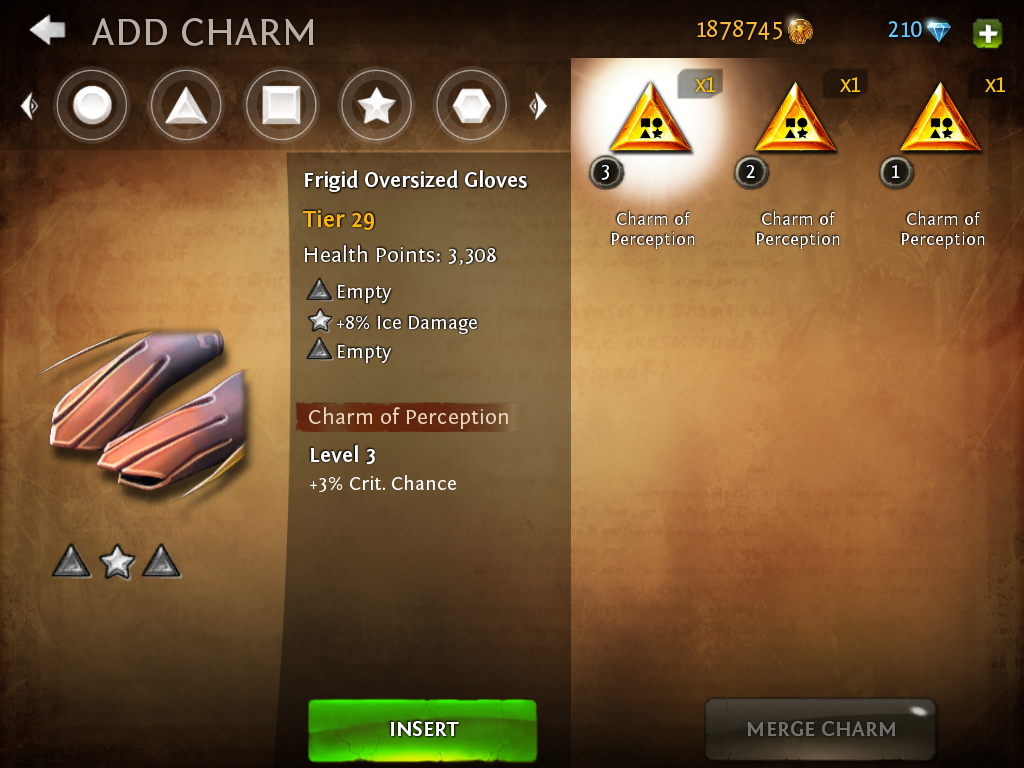 ADD CHARM
1878745
210
Frigid Oversized Gloves
Tier 29
Health Points: 3,308
Empty
+8% Ice Damage
Empty
Charm of Perception
Level 3
+3% Crit. Chance
INSERT
x1
x1
x1
3
2
1
Charm of
Perception
Charm of
Perception
Charm of
Perception
MERGE CHARM